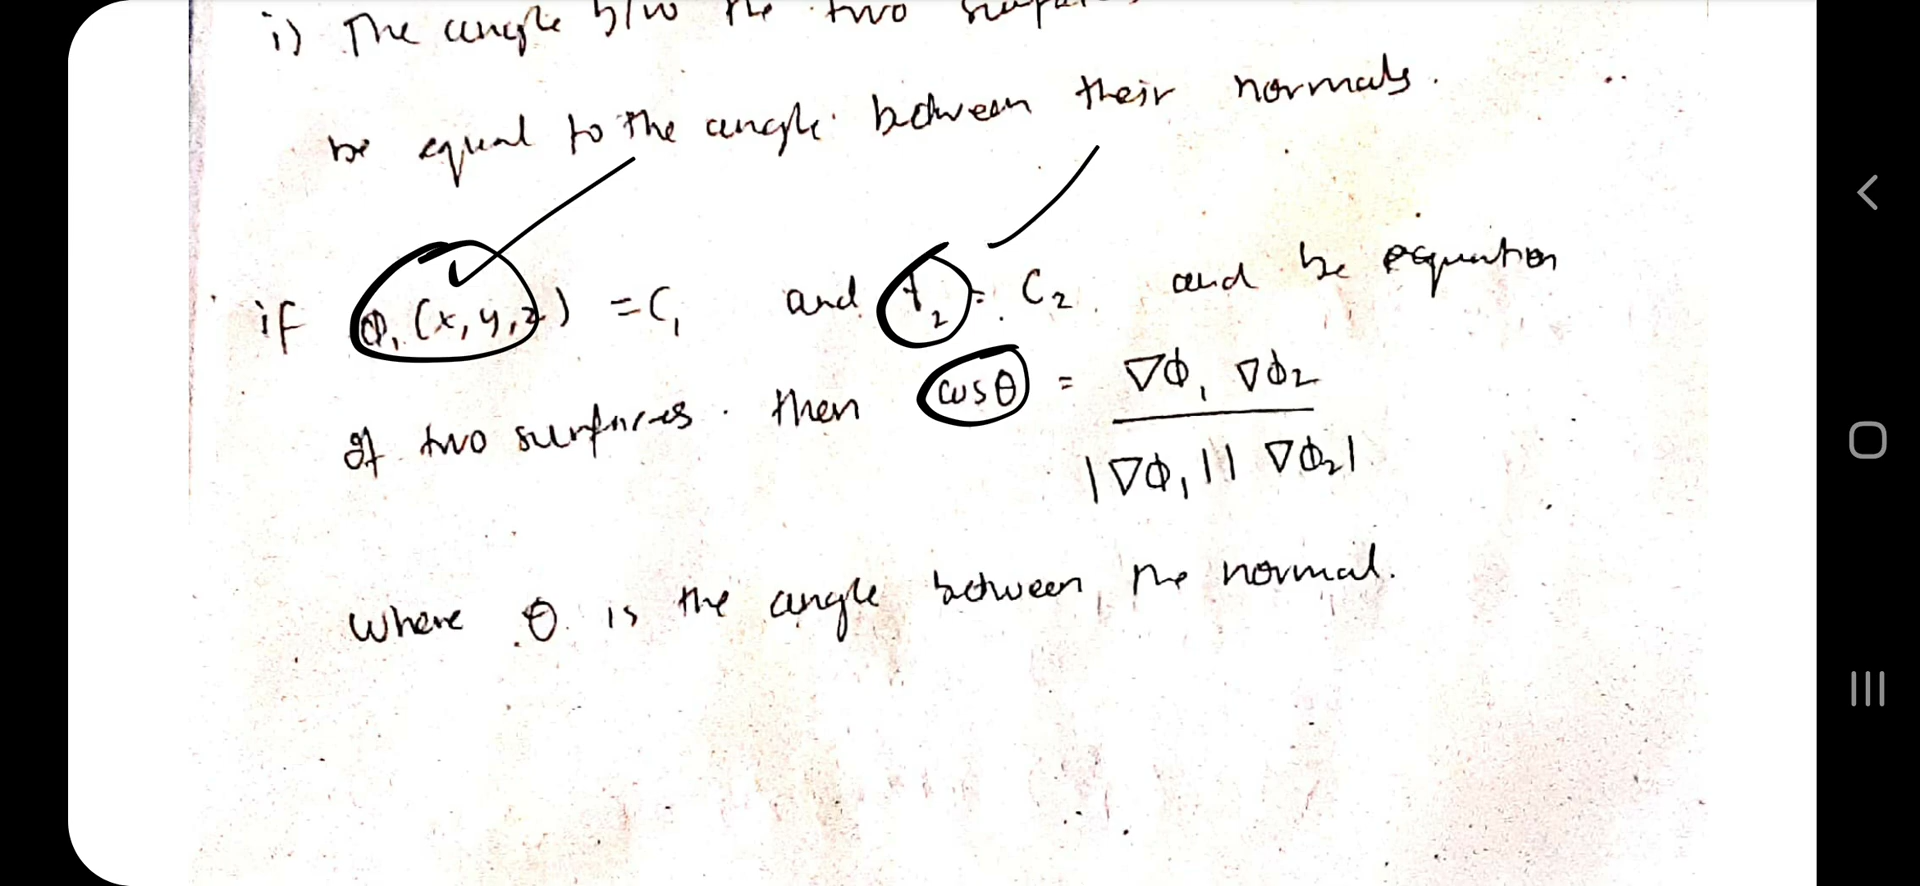 i) The angle b/w the two
be equal to the angle between their normals.
if Φ₁(x,y,z) = C₁ and f₂ = C₂ and be equation
of two surfaces. then cosθ = ∇Φ₁ ∇Φ₂ / |∇Φ₁| |∇Φ₂|
where θ is the angle between the normal.